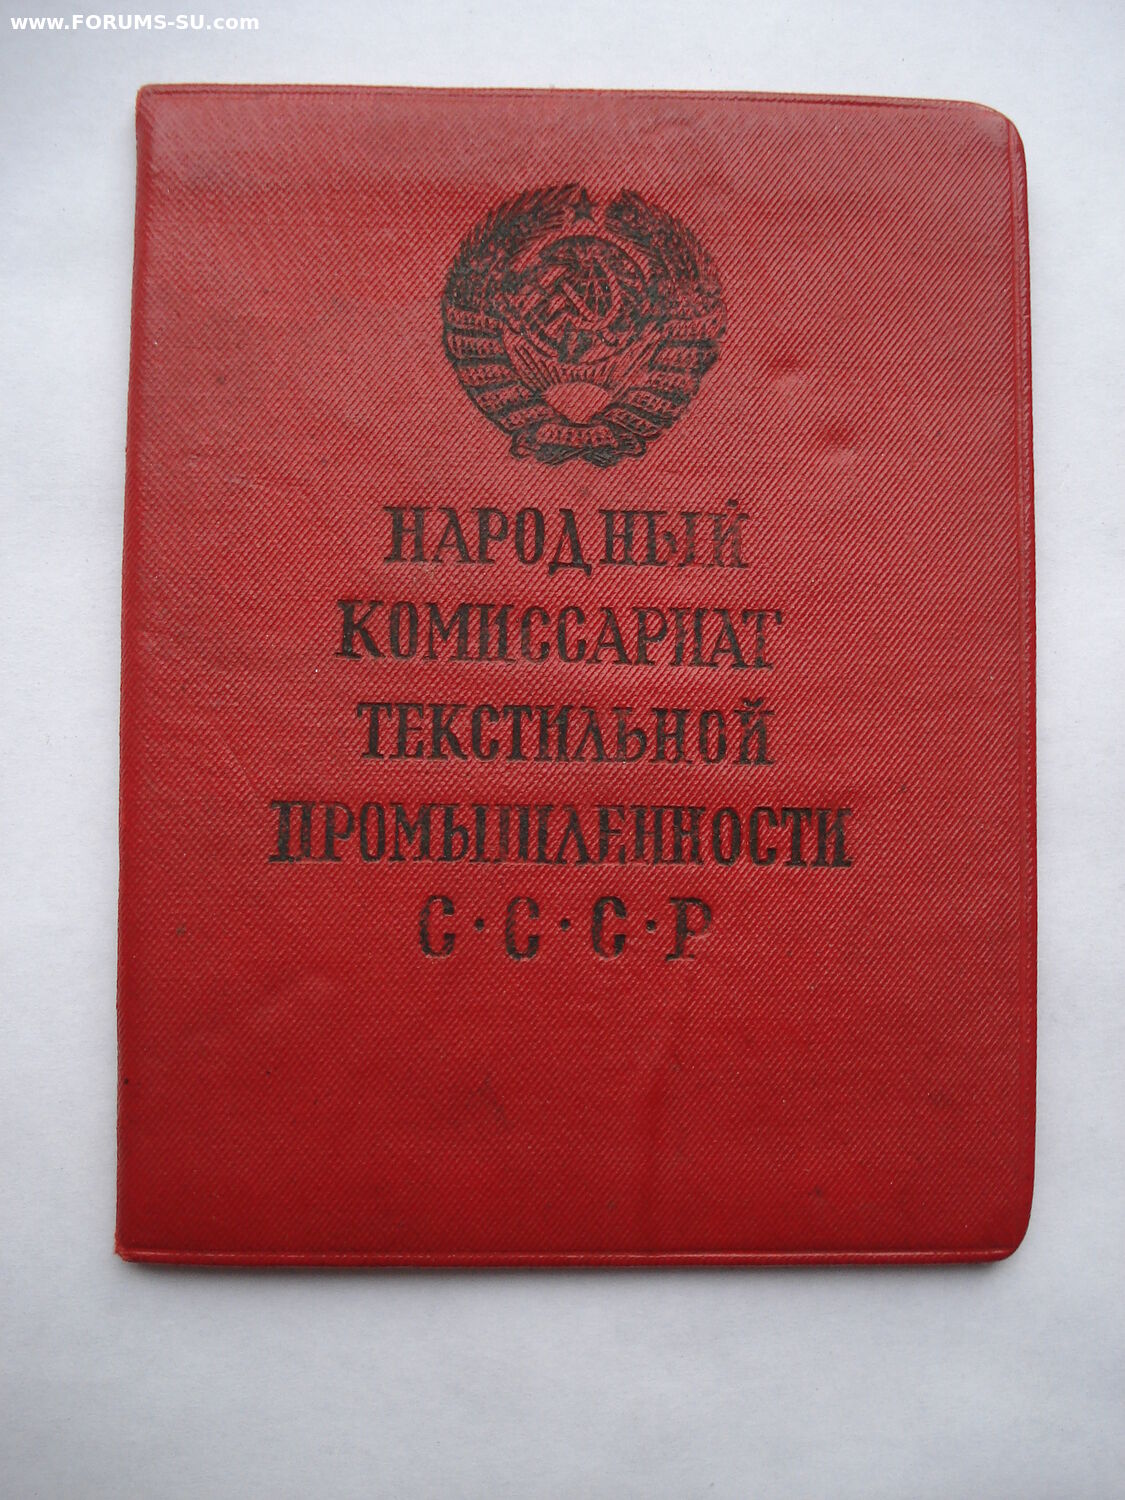 www.FORUMS-SU.com
НАРОДНЫЙ
КОМИССАРИАТ
ТЕКСТИЛЬНОЙ
ПРОМЫШЛЕННОСТИ
С·С·С·Р